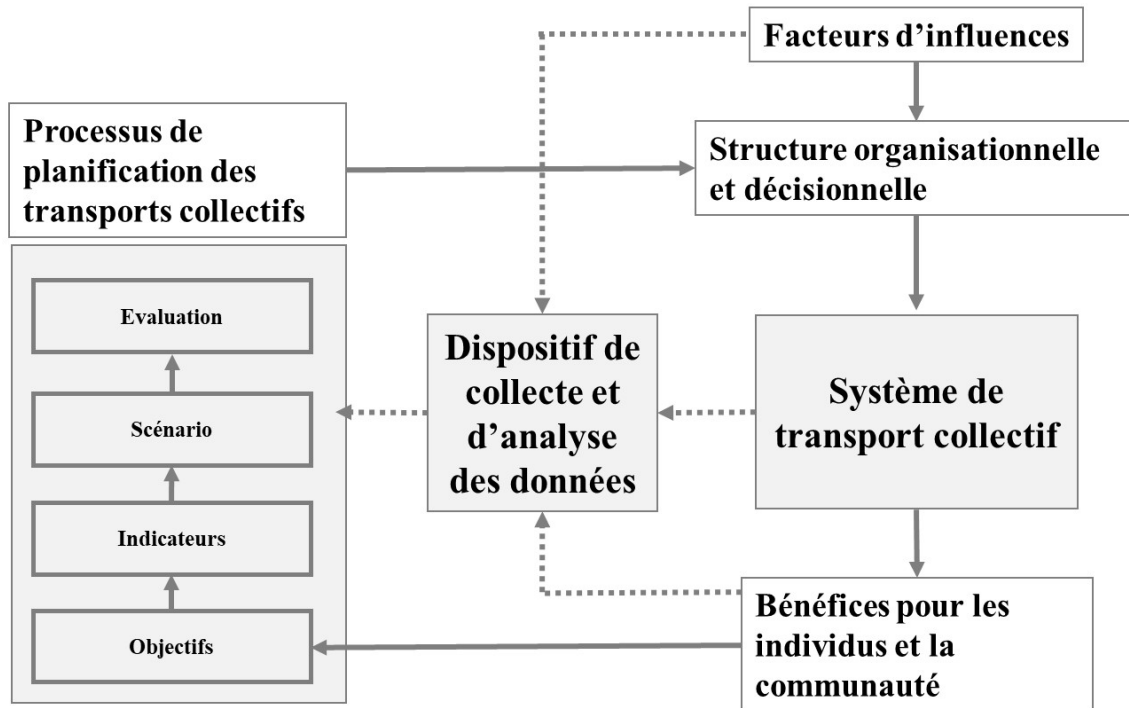 Facteurs d’influences
Processus de
planification des
transports collectifs
Structure organisationnelle
et décisionnelle
Evaluation
Scénario
Indicateurs
Objectifs
Dispositif de
collecte et
d’analyse
des données
Système de
transport collectif
Bénéfices pour les
individus et la
communauté